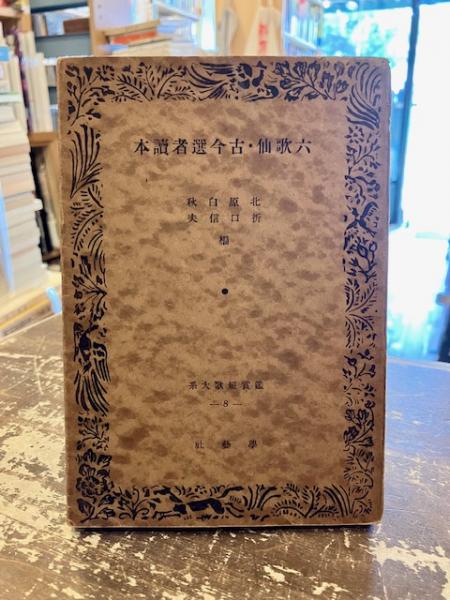 六歌仙・古今選者讀本
北原白秋
折口信夫
編
鑑賞短歌大系
—8—
學藝社